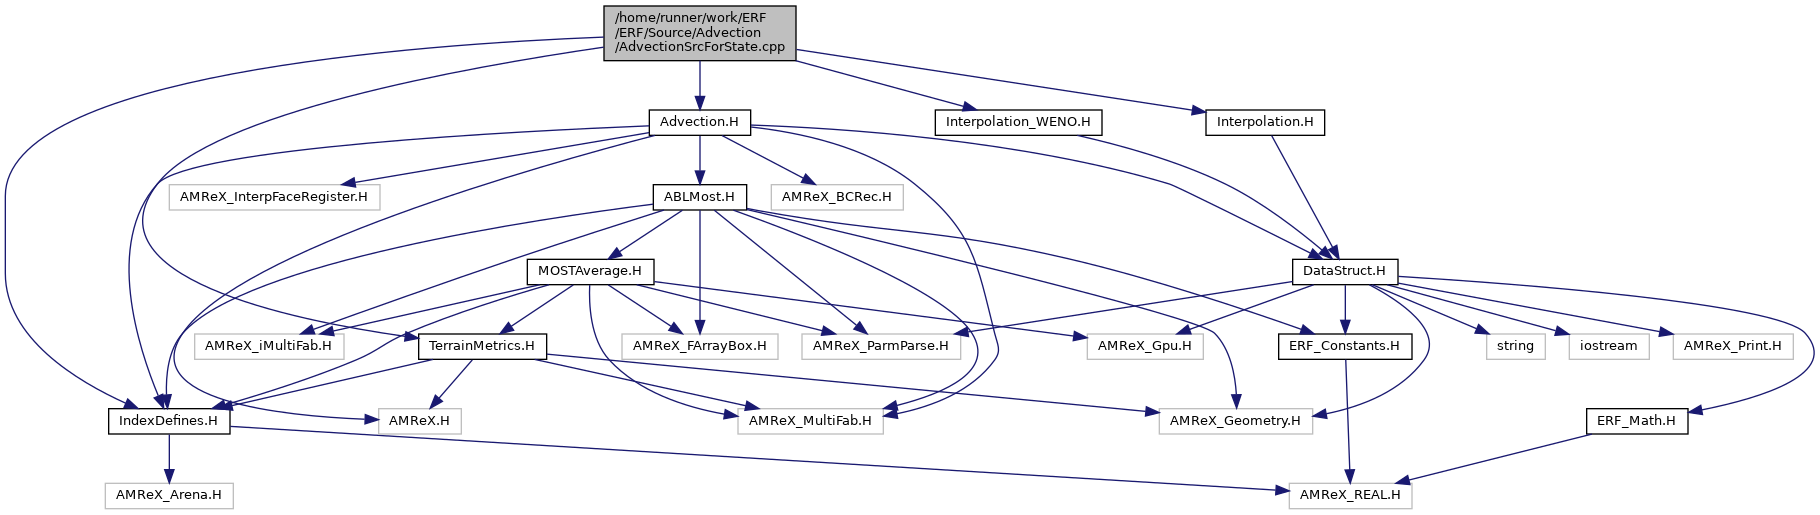 /home/runner/work/ERF
/ERF/Source/Advection
/AdvectionSrcForState.cpp
Advection.H
Interpolation_WENO.H
Interpolation.H
AMReX_InterpFaceRegister.H
ABLMost.H
AMReX_BCRec.H
MOSTAverage.H
DataStruct.H
AMReX_iMultiFab.H
TerrainMetrics.H
AMReX_FArrayBox.H
AMReX_ParmParse.H
AMReX_Gpu.H
ERF_Constants.H
string
iostream
AMReX_Print.H
IndexDefines.H
AMReX.H
AMReX_MultiFab.H
AMReX_Geometry.H
ERF_Math.H
AMReX_Arena.H
AMReX_REAL.H